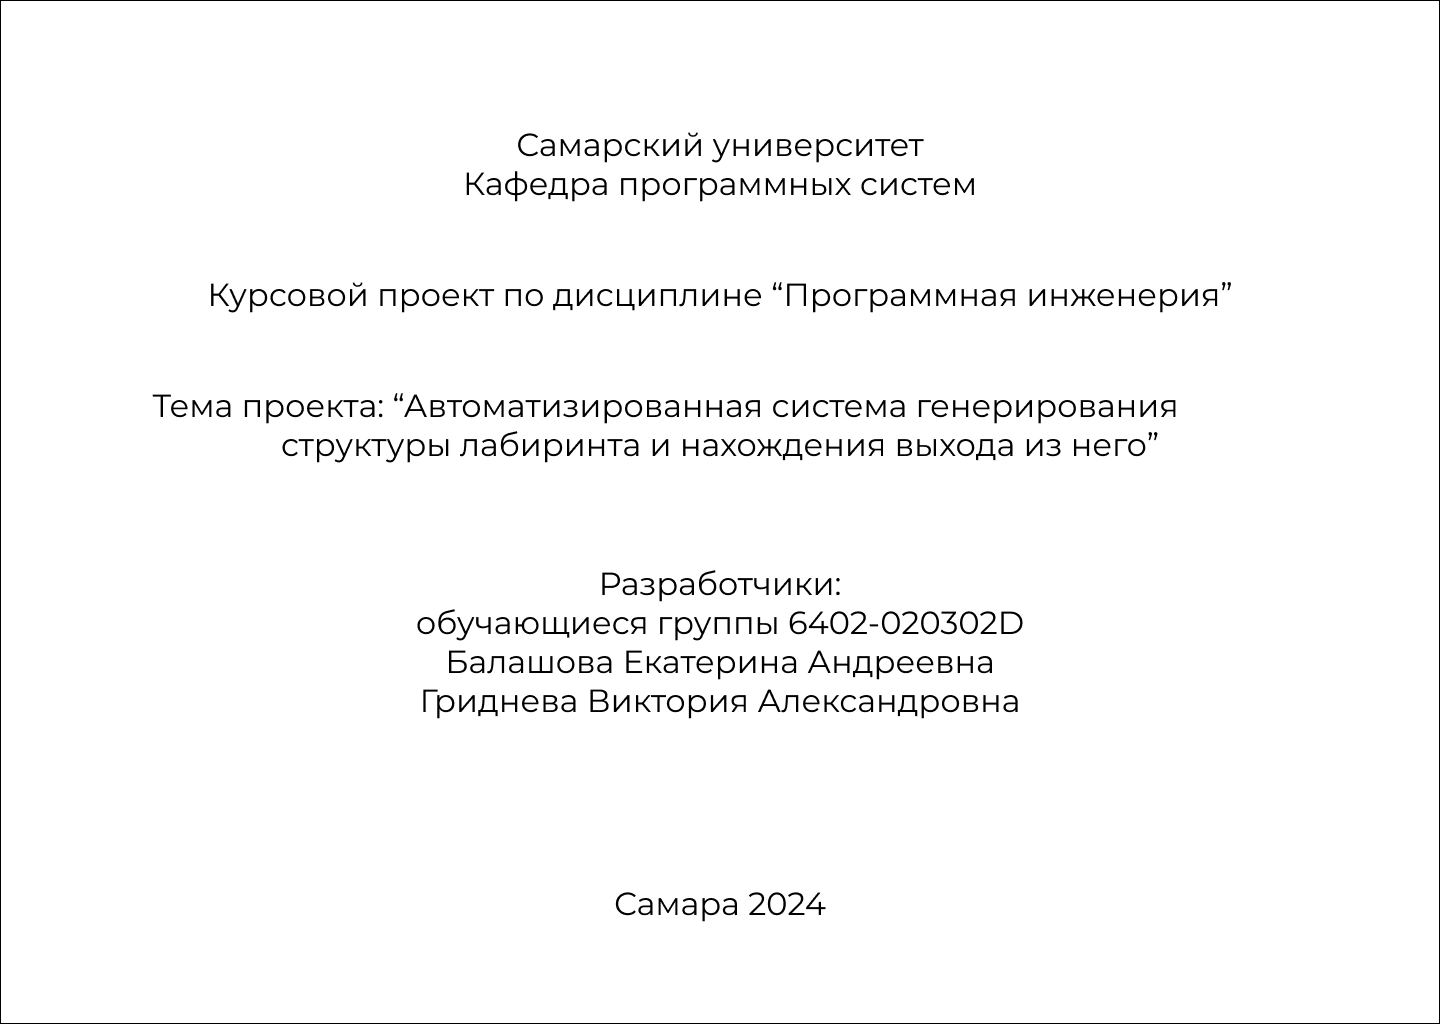 Самарский университет
Кафедра программных систем
Курсовой проект по дисциплине “Программная инженерия”
Тема проекта: “Автоматизированная система генерирования
структуры лабиринта и нахождения выхода из него”
Разработчики:
обучающиеся группы 6402-020302D
Балашова Екатерина Андреевна
Гриднева Виктория Александровна
Самара 2024